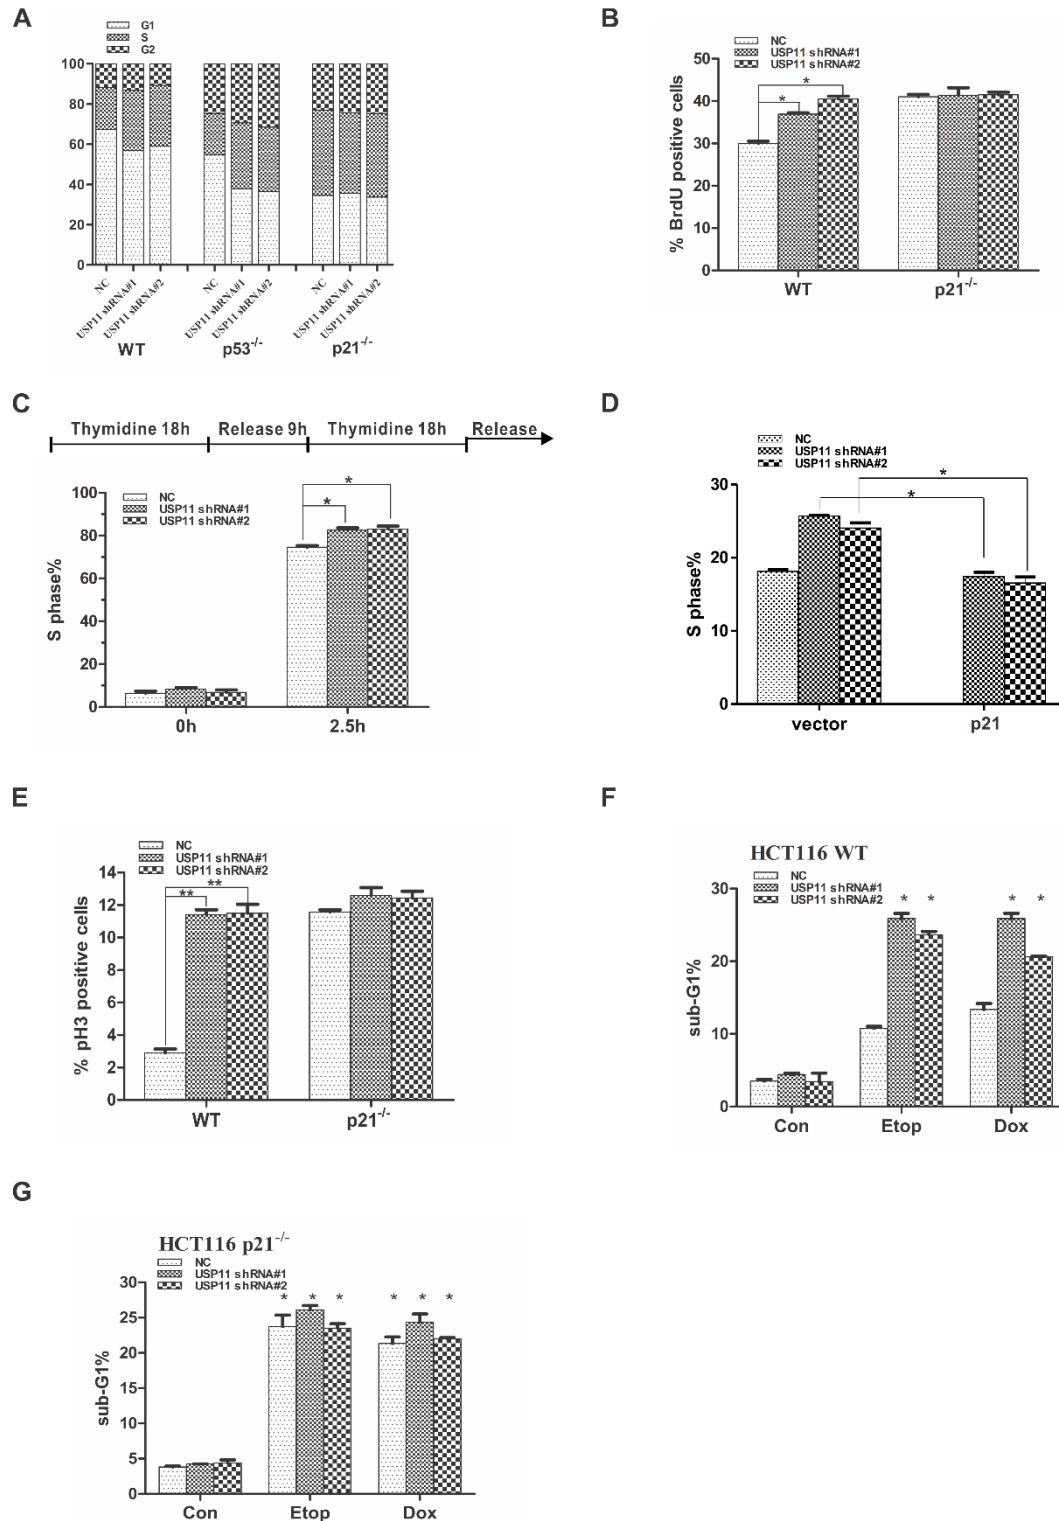 A
G1
S
G2
100
80
60
40
20
0
NC
USP11 shRNA#1
USP11 shRNA#2
NC
USP11 shRNA#1
USP11 shRNA#2
NC
USP11 shRNA#1
USP11 shRNA#2
WT
p53-/-
p21-/-
B
NC
USP11 shRNA#1
USP11 shRNA#2
% BrdU positive cells
50
40
30
20
10
0
*
*
WT
p21-/-
C
Thymidine 18h Release 9h Thymidine 18h Release
NC
USP11 shRNA#1
USP11 shRNA#2
S phase%
100
80
60
40
20
0
*
*
0h
2.5h
D
NC
USP11 shRNA#1
USP11 shRNA#2
S phase%
30
20
10
0
*
*
vector
p21
E
NC
USP11 shRNA#1
USP11 shRNA#2
% pH3 positive cells
14
12
10
8
6
4
2
0
**
**
WT
p21-/-
F
HCT116 WT
NC
USP11 shRNA#1
USP11 shRNA#2
sub-G1%
30
20
10
0
* *
* *
Con
Etop
Dox
G
HCT116 p21-/-
NC
USP11 shRNA#1
USP11 shRNA#2
sub-G1%
30
25
20
15
10
5
0
* * *
* * *
Con
Etop
Dox